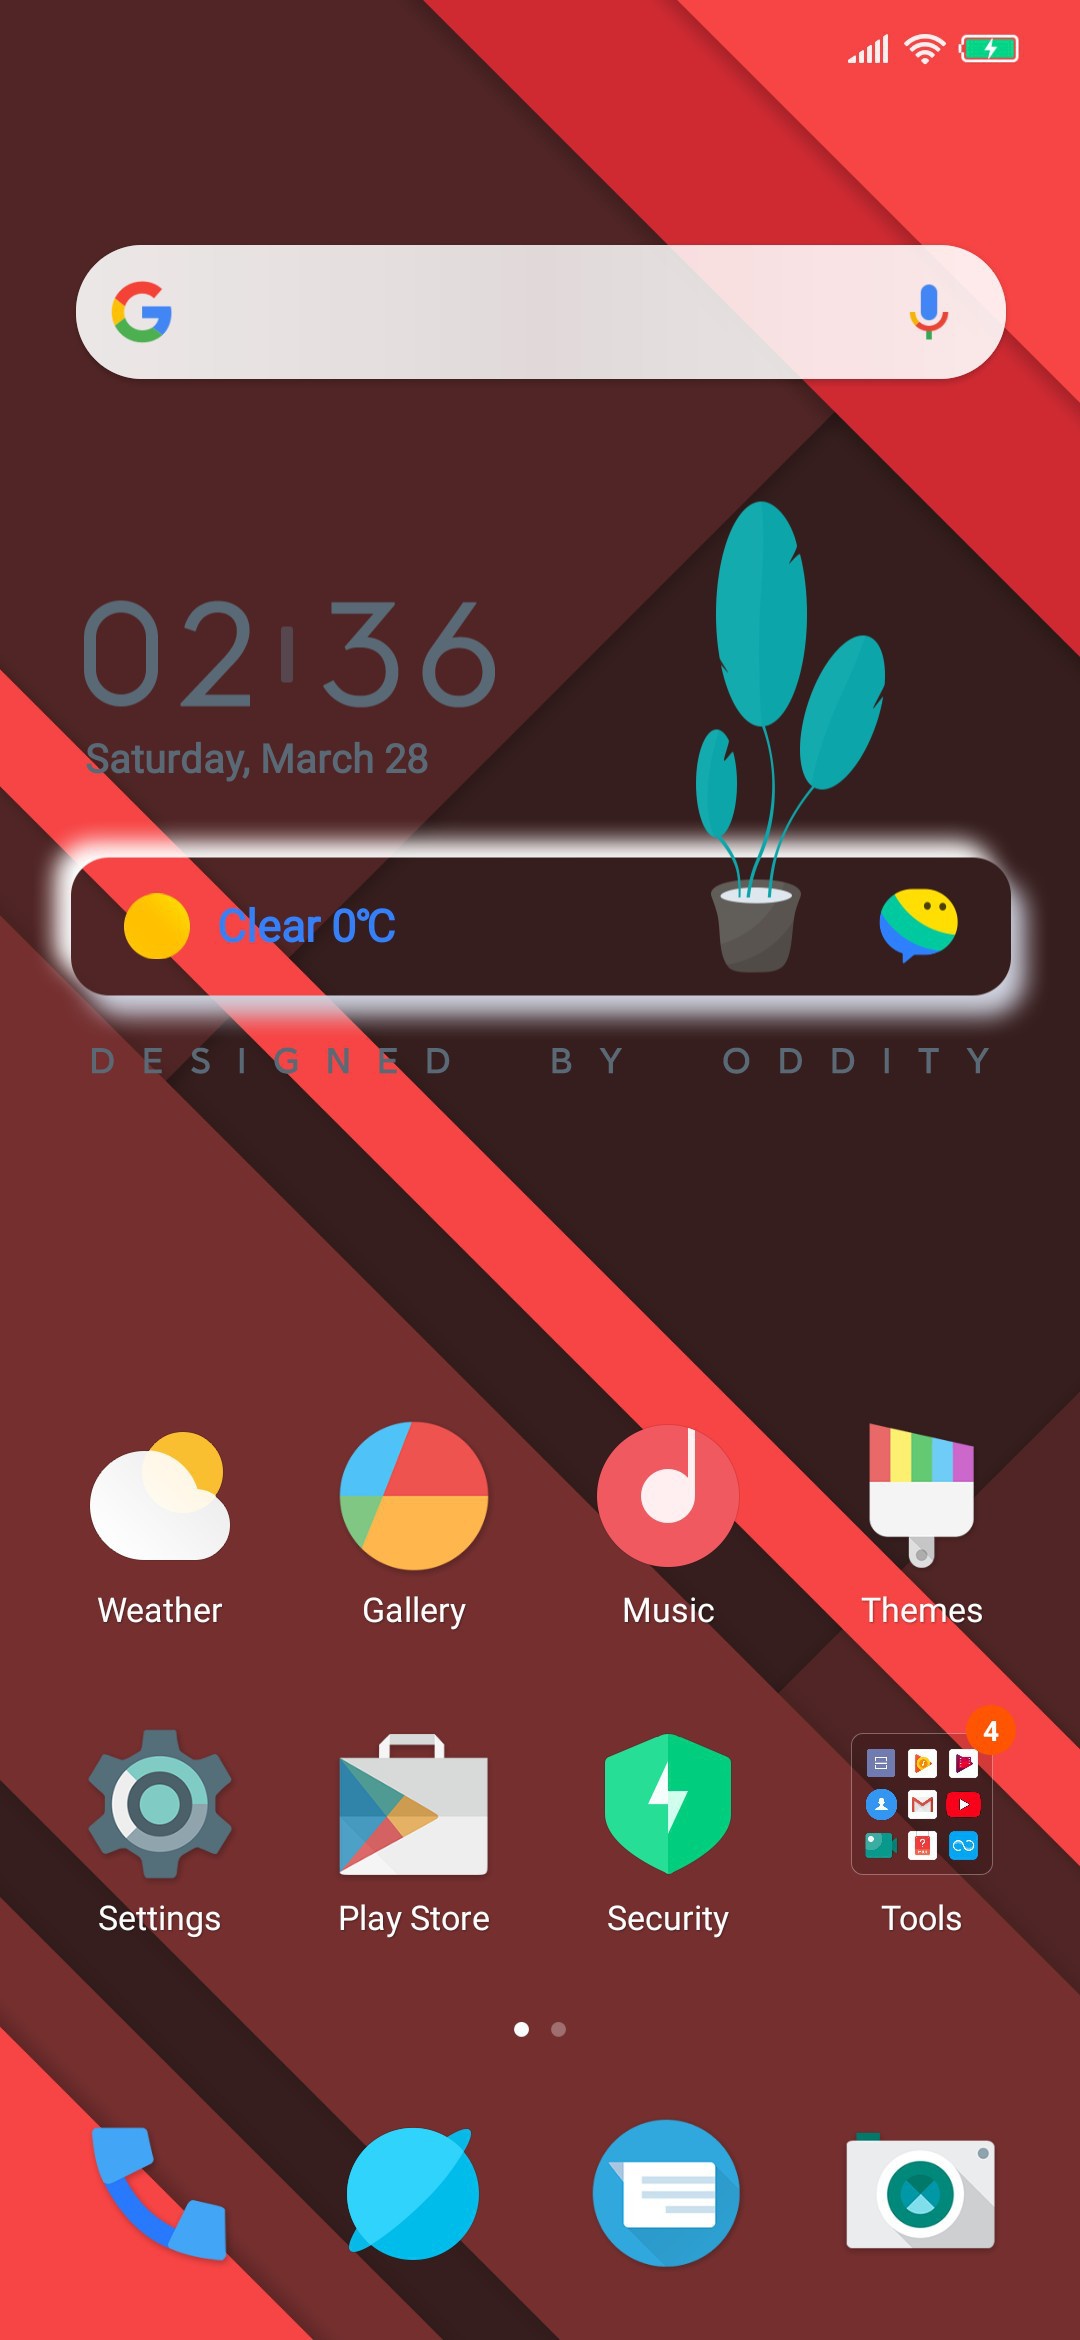 02:36
Saturday, March 28
Clear 0°C
DESIGNED BY ODDITY
Weather
Gallery
Music
Themes
4
Settings
Play Store
Security
Tools